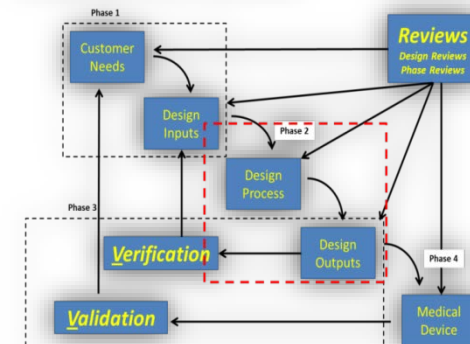 Phase 1
Reviews
Design Reviews
Phase Reviews
Customer
Needs
Design
Inputs
Phase 2
Design
Process
Phase 3
Verification
Design
Outputs
Phase 4
Validation
Medical
Device